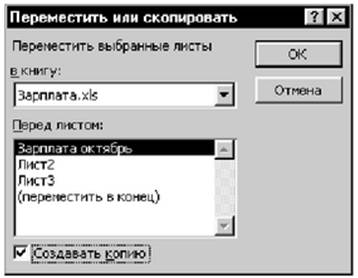 Переместить или скопировать
Переместить выбранные листы
в книгу:
Зарплата.xls
Перед листом:
Зарплата октябрь
Лист2
Лист3
(переместить в конец)
Создавать копию
OK
Отмена